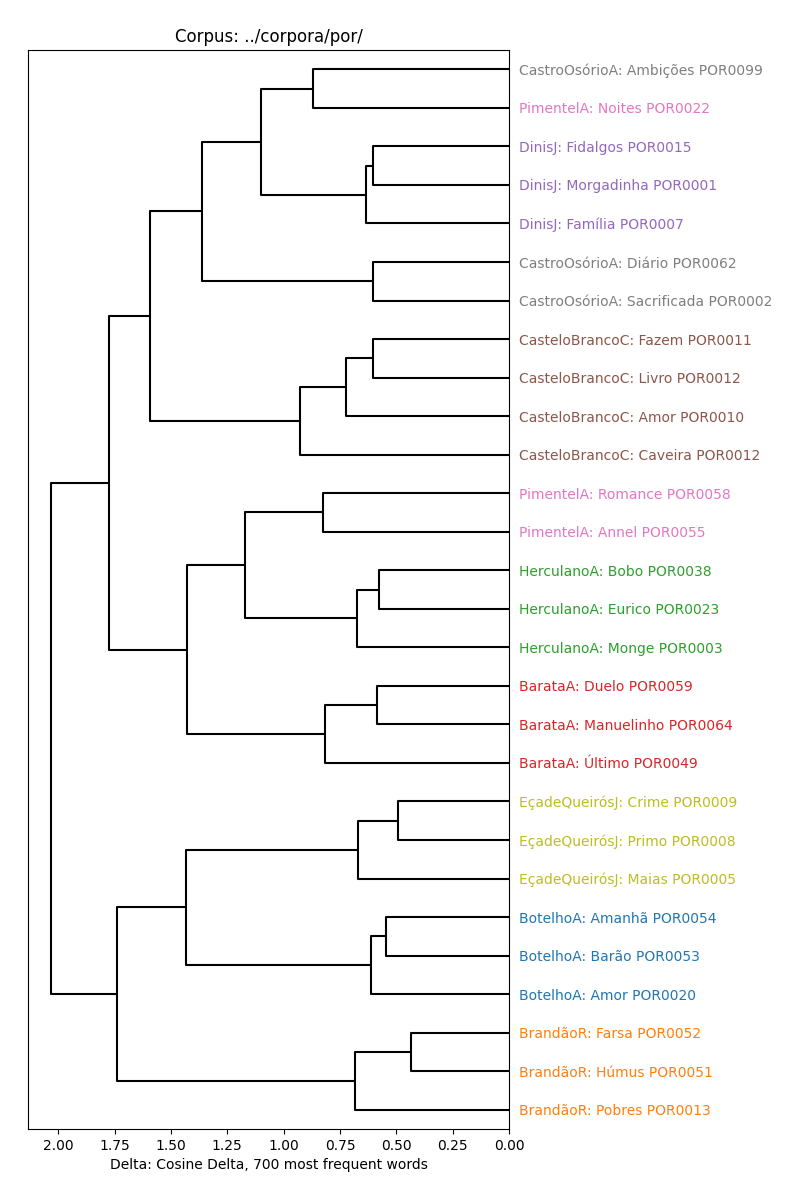 Corpus: ../corpora/por/
CastroOsórioA: Ambições POR0099
PimentelA: Noites POR0022
DinisJ: Fidalgos POR0015
DinisJ: Morgadinha POR0001
DinisJ: Família POR0007
CastroOsórioA: Diário POR0062
CastroOsórioA: Sacrificada POR0002
CasteloBrancoC: Fazem POR0011
CasteloBrancoC: Livro POR0012
CasteloBrancoC: Amor POR0010
CasteloBrancoC: Caveira POR0012
PimentelA: Romance POR0058
PimentelA: Annel POR0055
HerculanoA: Bobo POR0038
HerculanoA: Eurico POR0023
HerculanoA: Monge POR0003
BarataA: Duelo POR0059
BarataA: Manuelinho POR0064
BarataA: Último POR0049
EçadeQueirósJ: Crime POR0009
EçadeQueirósJ: Primo POR0008
EçadeQueirósJ: Maias POR0005
BotelhoA: Amanhã POR0054
BotelhoA: Barão POR0053
BotelhoA: Amor POR0020
BrandãoR: Farsa POR0052
BrandãoR: Húmus POR0051
BrandãoR: Pobres POR0013
2.00 1.75 1.50 1.25 1.00 0.75 0.50 0.25 0.00
Delta: Cosine Delta, 700 most frequent words